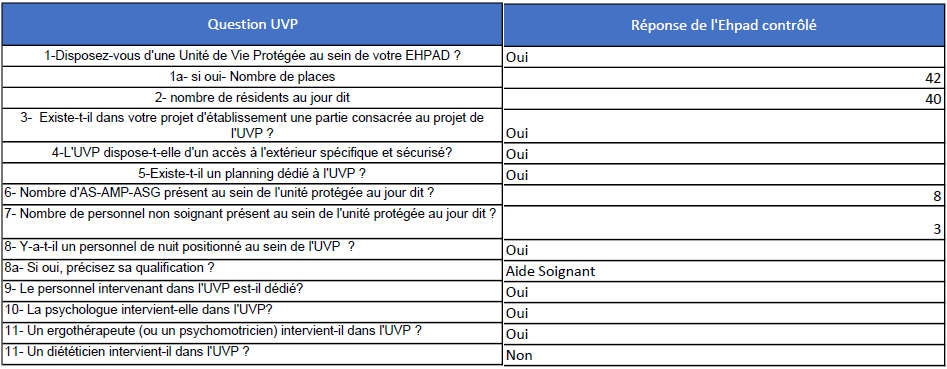 Question UVP
Réponse de l'Ehpad contrôlé
1-Disposez-vous d'une Unité de Vie Protégée au sein de votre EHPAD ?
Oui
1a- si oui- Nombre de places
42
2- nombre de résidents au jour dit
40
3-  Existe-t-il dans votre projet d'établissement une partie consacrée au projet de
l'UVP ?
Oui
4-L'UVP dispose-t-elle d'un accès à l'extérieur spécifique et sécurisé?
Oui
5-Existe-t-il un planning dédié à l'UVP ?
Oui
6- Nombre d'AS-AMP-ASG présent au sein de l'unité protégée au jour dit ?
8
7- Nombre de personnel non soignant présent au sein de l'unité protégée au jour dit ?
3
8- Y-a-t-il un personnel de nuit positionné au sein de l'UVP  ?
Oui
8a- Si oui, précisez sa qualification ?
Aide Soignant
9- Le personnel intervenant dans l'UVP est-il dédié?
Oui
10- La psychologue intervient-elle dans l'UVP?
Oui
11- Un ergothérapeute (ou un psychomotricien) intervient-il dans l'UVP ?
Oui
11- Un diététicien intervient-il dans l'UVP ?
Non